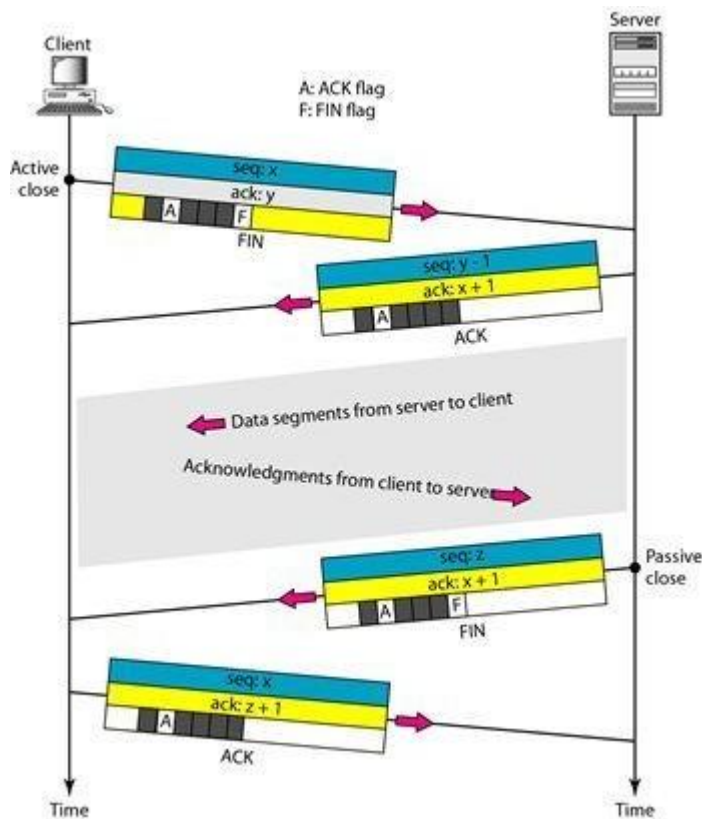 Server
Client
A: ACK flag
F: FIN flag
Active
close
seq: x
ack: y
A F
FIN
seq: y - 1
ack: x + 1
A
ACK
Data segments from server to client
Acknowledgments from client to server
Passive
close
seq: z
ack: x + 1
A F
FIN
seq: x
ack: z + 1
A
ACK
Time
Time